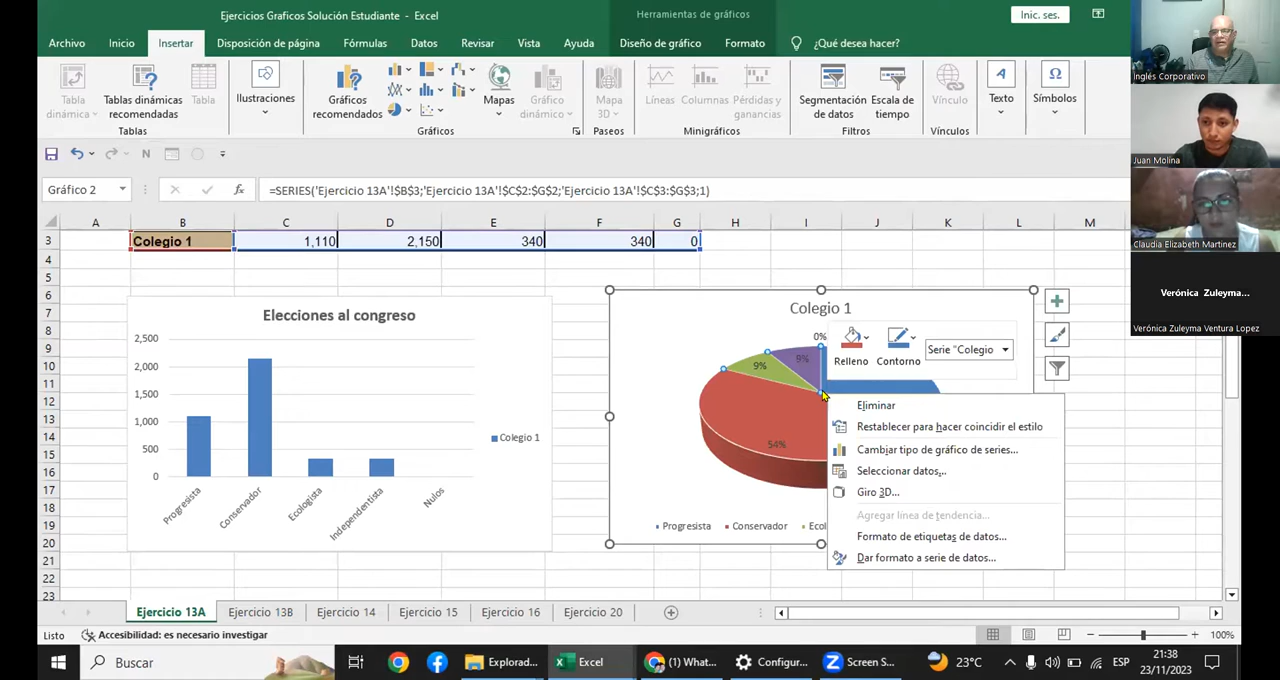 Ejercicios Graficos Solución Estudiante - Excel
Herramientas de gráficos
Inic. ses.
Archivo Inicio Insertar Disposición de página Fórmulas Datos Revisar Vista Ayuda Diseño de gráfico Formato ¿Qué desea hacer?
Tabla dinámica
Tablas dinámicas recomendadas
Tabla
Ilustraciones
Gráficos recomendados
Mapas
Gráfico dinámico
Mapa 3D
Líneas
Columnas
Pérdidas y ganancias
Segmentación de datos
Escala de tiempo
Vínculo
Texto
Símbolos
Tablas Gráficos Paseos Minigráficos Filtros Vínculos
Inglés Corporativo
Juan Molina
Claudia Elizabeth Martinez
Verónica Zuleyma...
Verónica Zuleyma Ventura Lopez
N
Gráfico 2
fx
=SERIES('Ejercicio 13A'!$B$3;'Ejercicio 13A'!$C$2:$G$2;'Ejercicio 13A'!$C$3:$G$3;1)
A B C D E F G H I J K L M
3 Colegio 1 1,110 2,150 340 340 0
4
5
6
7
8
9
10
11
12
13
14
15
16
17
18
19
20
21
22
23
Elecciones al congreso
2,500
2,000
1,500
1,000
500
0
Progresista
Conservador
Ecologista
Independentista
Nulos
Colegio 1
Colegio 1
0%
9%
9%
54%
Progresista Conservador Ecol
Relleno
Contorno
Serie "Colegio
Eliminar
Restablecer para hacer coincidir el estilo
Cambiar tipo de gráfico de series...
Seleccionar datos...
Giro 3D...
Agregar línea de tendencia...
Formato de etiquetas de datos...
Dar formato a serie de datos...
Ejercicio 13A Ejercicio 13B Ejercicio 14 Ejercicio 15 Ejercicio 16 Ejercicio 20
Listo Accesibilidad: es necesario investigar
100%
Buscar
Explorad...
Excel
(1) What...
Configur...
Screen S...
23°C
ESP
21:38
23/11/2023